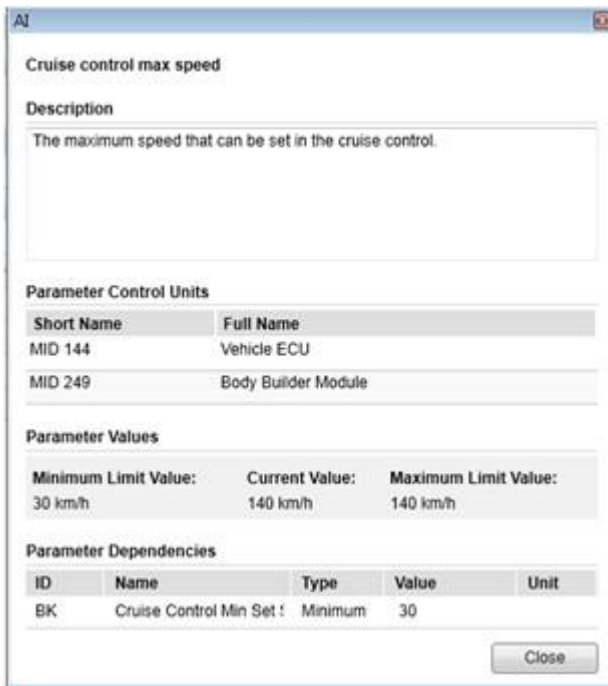 AI
Cruise control max speed
Description
The maximum speed that can be set in the cruise control.
Parameter Control Units
Short Name Full Name
MID 144 Vehicle ECU
MID 249 Body Builder Module
Parameter Values
Minimum Limit Value: Current Value: Maximum Limit Value:
30 km/h 140 km/h 140 km/h
Parameter Dependencies
ID Name Type Value Unit
BK Cruise Control Min Set Minimum 30
Close